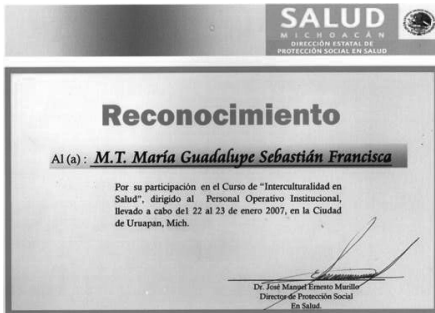 SALUD
MICHOACÁN
DIRECCIÓN ESTATAL DE
PROTECCIÓN SOCIAL EN SALUD
Reconocimiento
Al (a) : M.T. María Guadalupe Sebastián Francisca
Por su participación en el Curso de "Interculturalidad en
Salud", dirigido al Personal Operativo Institucional,
llevado a cabo del 22 al 23 de enero 2007, en la Ciudad
de Uruapan, Mich.
Dr. José Manuel Ernesto Murillo
Director de Protección Social
En Salud.